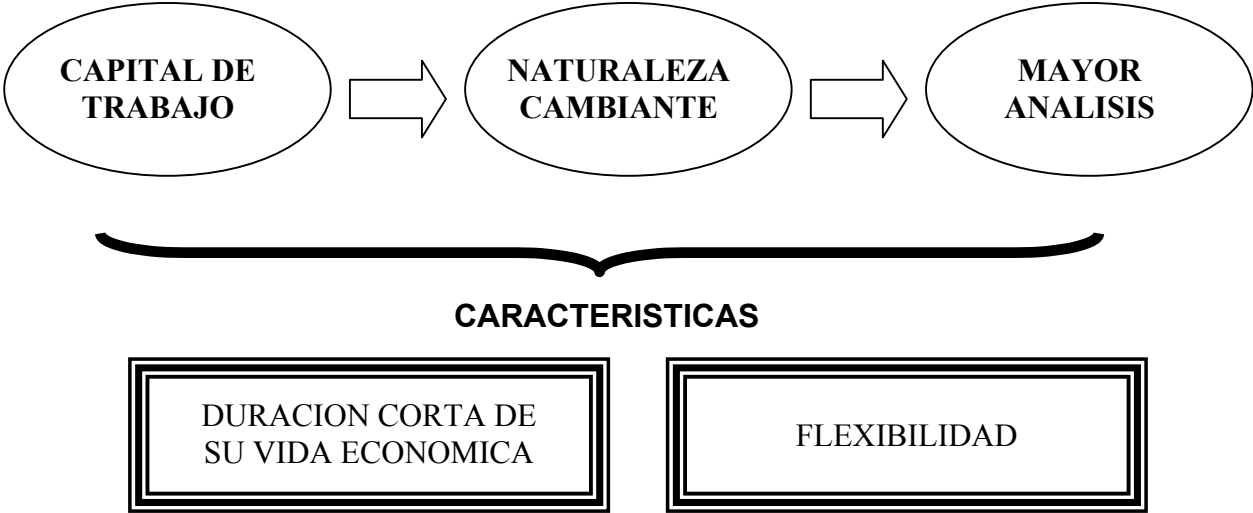 CAPITAL DE
TRABAJO
NATURALEZA
CAMBIANTE
MAYOR
ANALISIS
CARACTERISTICAS
DURACION CORTA DE
SU VIDA ECONOMICA
FLEXIBILIDAD